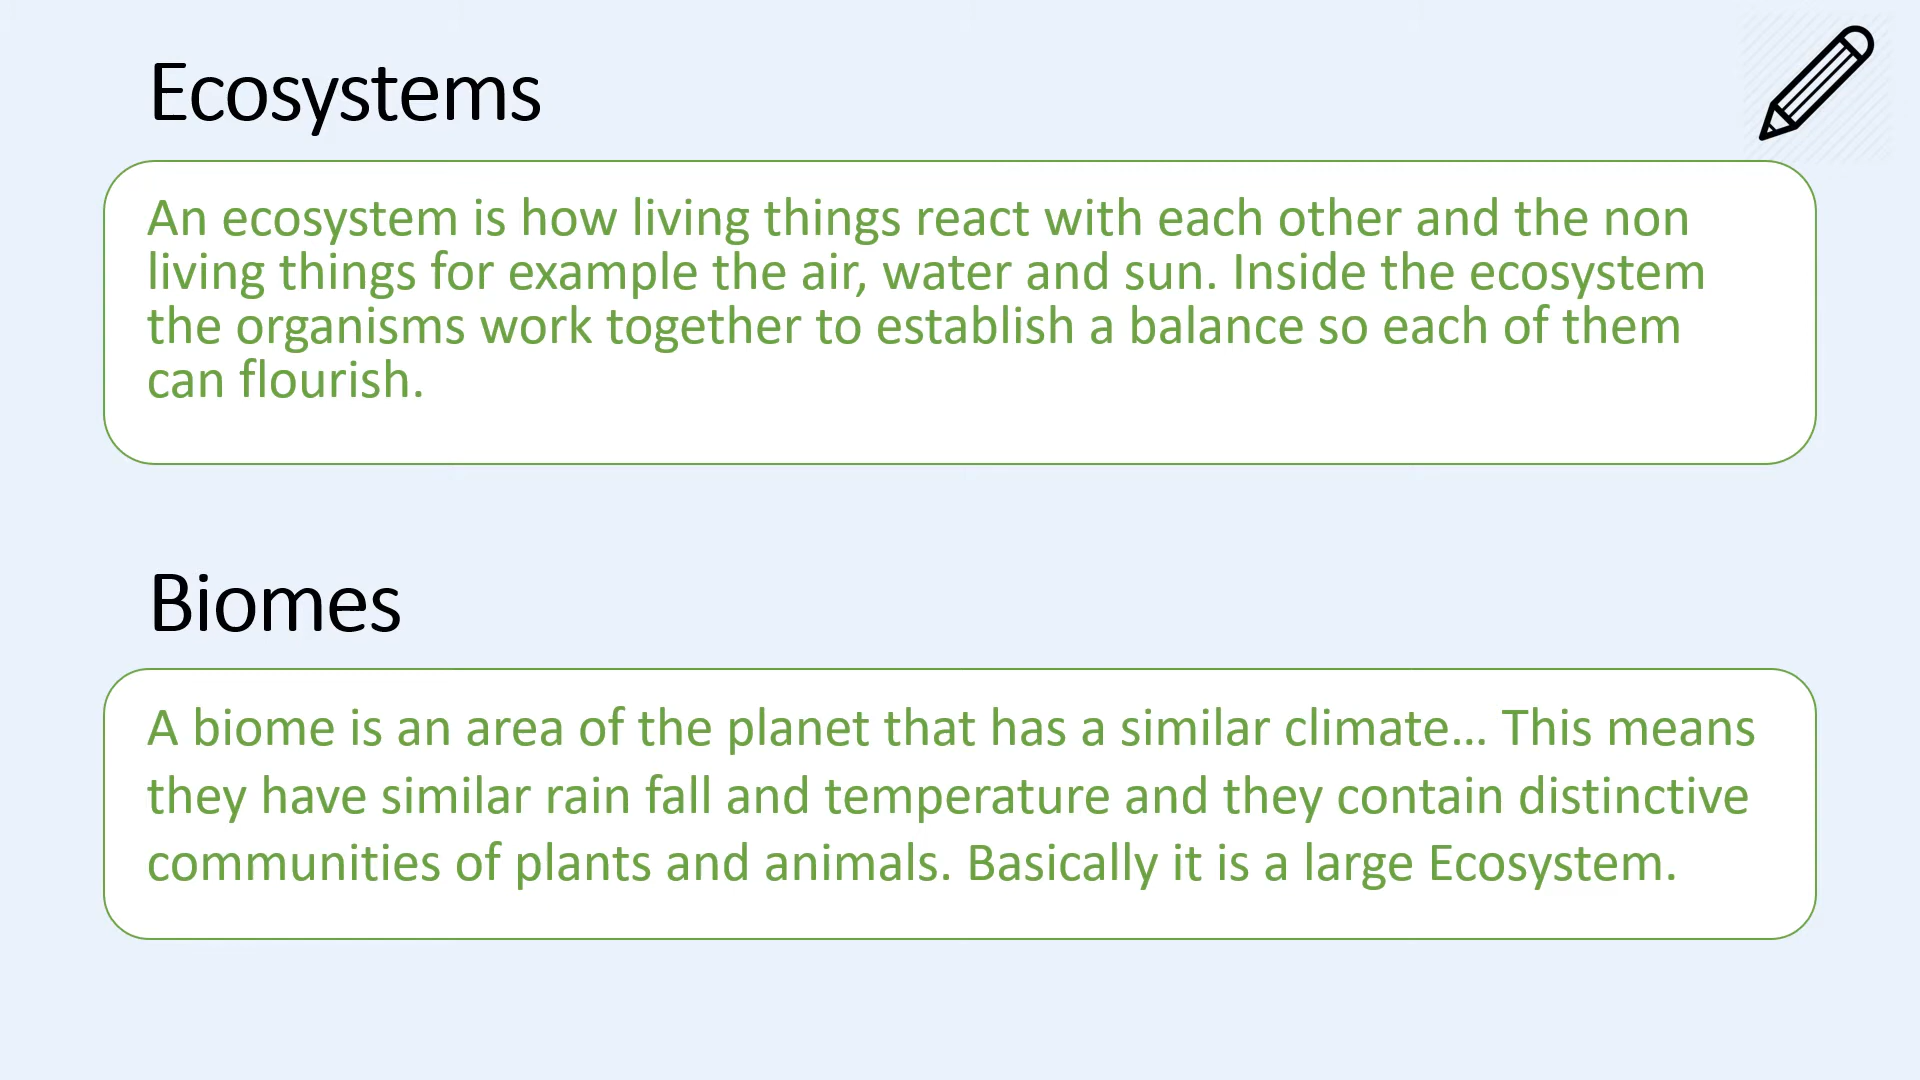 Ecosystems
An ecosystem is how living things react with each other and the non
living things for example the air, water and sun. Inside the ecosystem
the organisms work together to establish a balance so each of them
can flourish.
Biomes
A biome is an area of the planet that has a similar climate... This means
they have similar rain fall and temperature and they contain distinctive
communities of plants and animals. Basically it is a large Ecosystem.